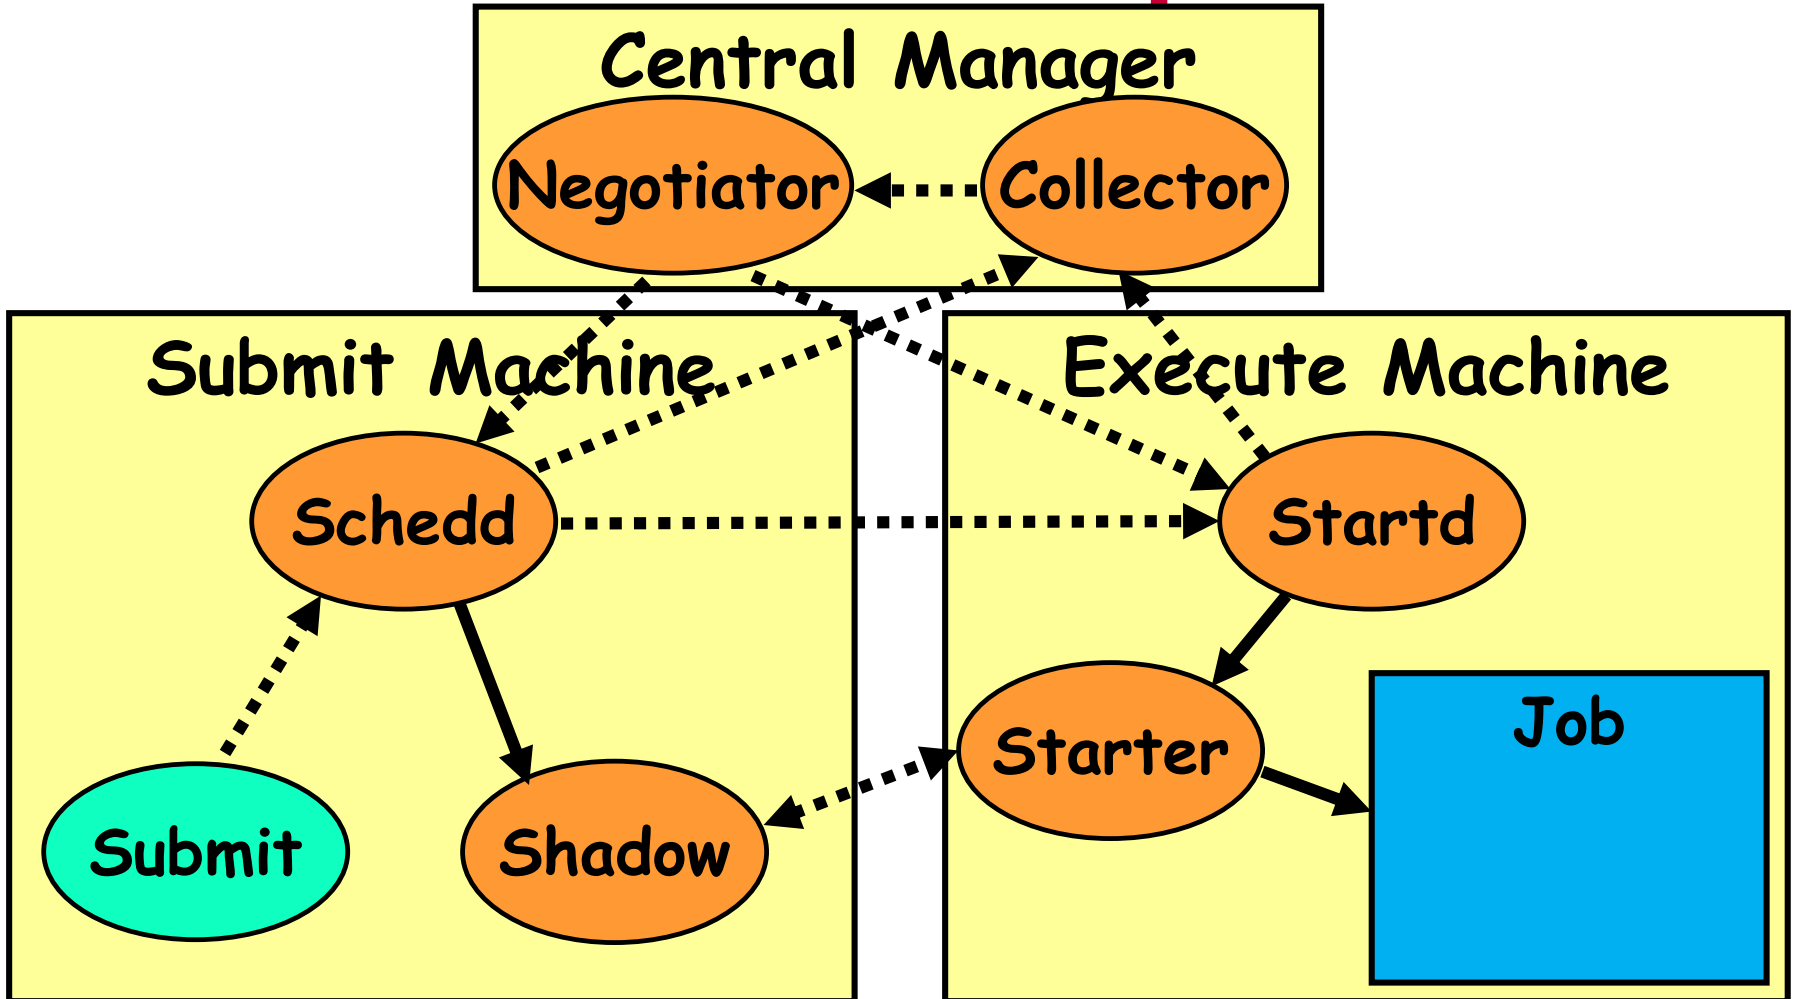 Central Manager
Negotiator
Collector
Submit Machine
Execute Machine
Schedd
Startd
Starter
Job
Submit
Shadow